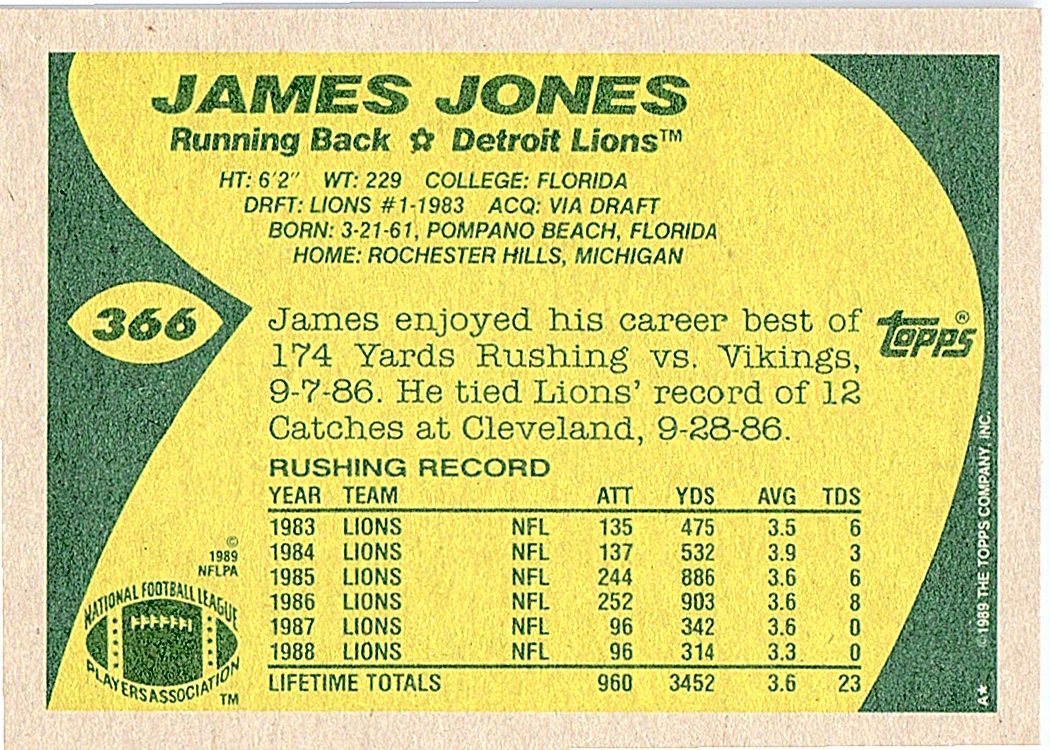 JAMES JONES
Running Back ✩ Detroit Lions™
HT: 6'2" WT: 229 COLLEGE: FLORIDA
DRFT: LIONS #1-1983 ACQ: VIA DRAFT
BORN: 3-21-61, POMPANO BEACH, FLORIDA
HOME: ROCHESTER HILLS, MICHIGAN
366
James enjoyed his career best of
174 Yards Rushing vs. Vikings,
9-7-86. He tied Lions' record of 12
Catches at Cleveland, 9-28-86.
topps®
RUSHING RECORD
YEAR TEAM ATT YDS AVG TDS
1983 LIONS NFL 135 475 3.5 6
1984 LIONS NFL 137 532 3.9 3
1985 LIONS NFL 244 886 3.6 6
1986 LIONS NFL 252 903 3.6 8
1987 LIONS NFL 96 342 3.6 0
1988 LIONS NFL 96 314 3.3 0
LIFETIME TOTALS 960 3452 3.6 23
©
1989
NFLPA
NATIONAL FOOTBALL LEAGUE
PLAYERS ASSOCIATION
TM
©1989 THE TOPPS COMPANY, INC.
A★